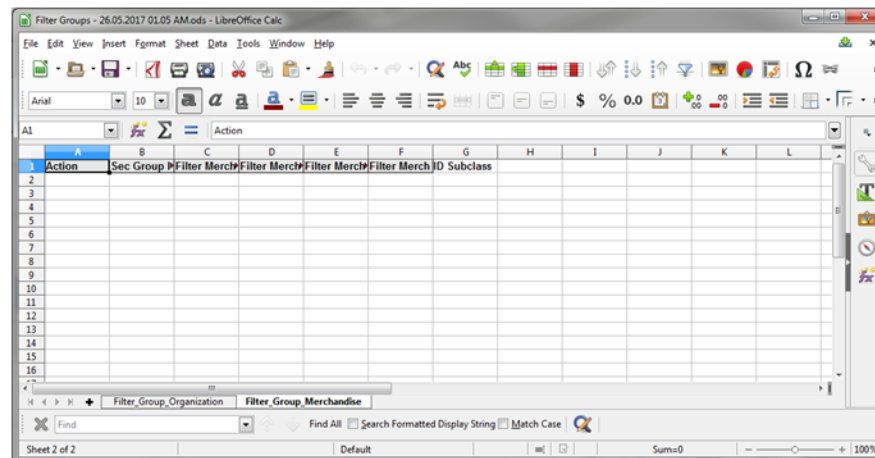 Filter Groups - 26.05.2017 01.05 AM.ods - LibreOffice Calc
File Edit View Insert Format Sheet Data Tools Window Help
Arial 10 $ % 0.0
A1 Action
A B C D E F G H I J K L
1 Action Sec Group Filter Merch Filter Merch Filter Merch Filter Merch ID Subclass
2
3
4
5
6
7
8
9
10
11
12
13
14
15
16
Filter_Group_Organization Filter_Group_Merchandise
Find Find All Search Formatted Display String Match Case
Sheet 2 of 2 Default Sum=0 100%